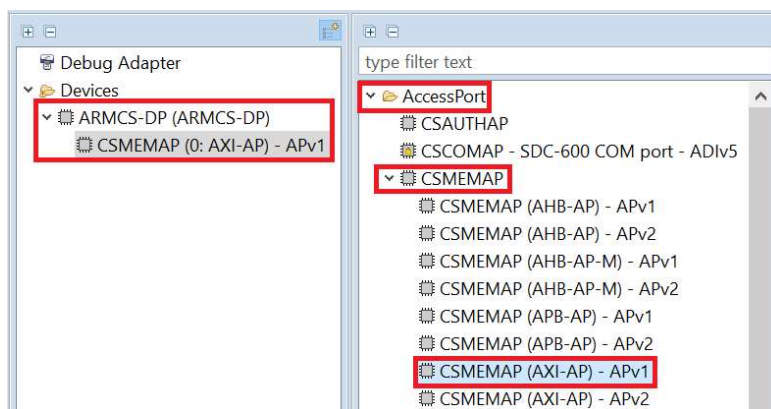 Debug Adapter
Devices
ARMCS-DP (ARMCS-DP)
CSMEMAP (0: AXI-AP) - APv1
type filter text
AccessPort
CSAUTHAP
CSCOMAP - SDC-600 COM port - ADIv5
CSMEMAP
CSMEMAP (AHB-AP) - APv1
CSMEMAP (AHB-AP) - APv2
CSMEMAP (AHB-AP-M) - APv1
CSMEMAP (AHB-AP-M) - APv2
CSMEMAP (APB-AP) - APv1
CSMEMAP (APB-AP) - APv2
CSMEMAP (AXI-AP) - APv1
CSMEMAP (AXI-AP) - APv2